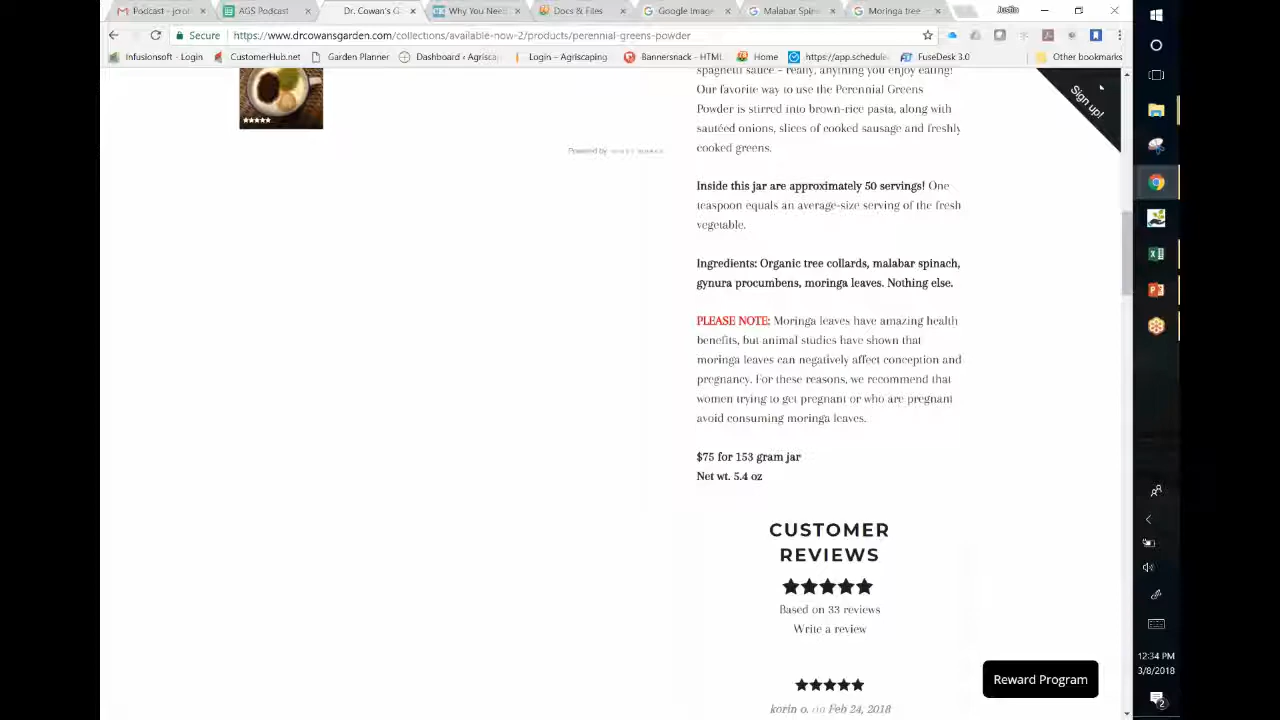 Podcast - jcrol
AGS Podcast
Dr. Cowan's G
Why You Need
Docs & Files
Google Image
Malabar Spin
Moringa tree
Justin
Secure
https://www.drcowansgarden.com/collections/available-now-2/products/perennial-greens-powder
Infusionsoft - Login
CustomerHub.net
Garden Planner
Dashboard ‹ Agrisca
Login – Agriscaping
Bannersnack – HTML
Home
https://app.schedule
FuseDesk 3.0
Other bookmarks
Sign up!
spaghetti sauce – really, anything you enjoy eating!
Our favorite way to use the Perennial Greens
Powder is stirred into brown-rice pasta, along with
sautéed onions, slices of cooked sausage and freshly
cooked greens.
Powered by
Inside this jar are approximately 50 servings! One
teaspoon equals an average-size serving of the fresh
vegetable.
Ingredients: Organic tree collards, malabar spinach,
gynura procumbens, moringa leaves. Nothing else.
PLEASE NOTE: Moringa leaves have amazing health
benefits, but animal studies have shown that
moringa leaves can negatively affect conception and
pregnancy. For these reasons, we recommend that
women trying to get pregnant or who are pregnant
avoid consuming moringa leaves.
$75 for 153 gram jar
Net wt. 5.4 oz
CUSTOMER
REVIEWS
Based on 33 reviews
Write a review
korin o. on Feb 24, 2018
Reward Program
12:34 PM
3/8/2018
2